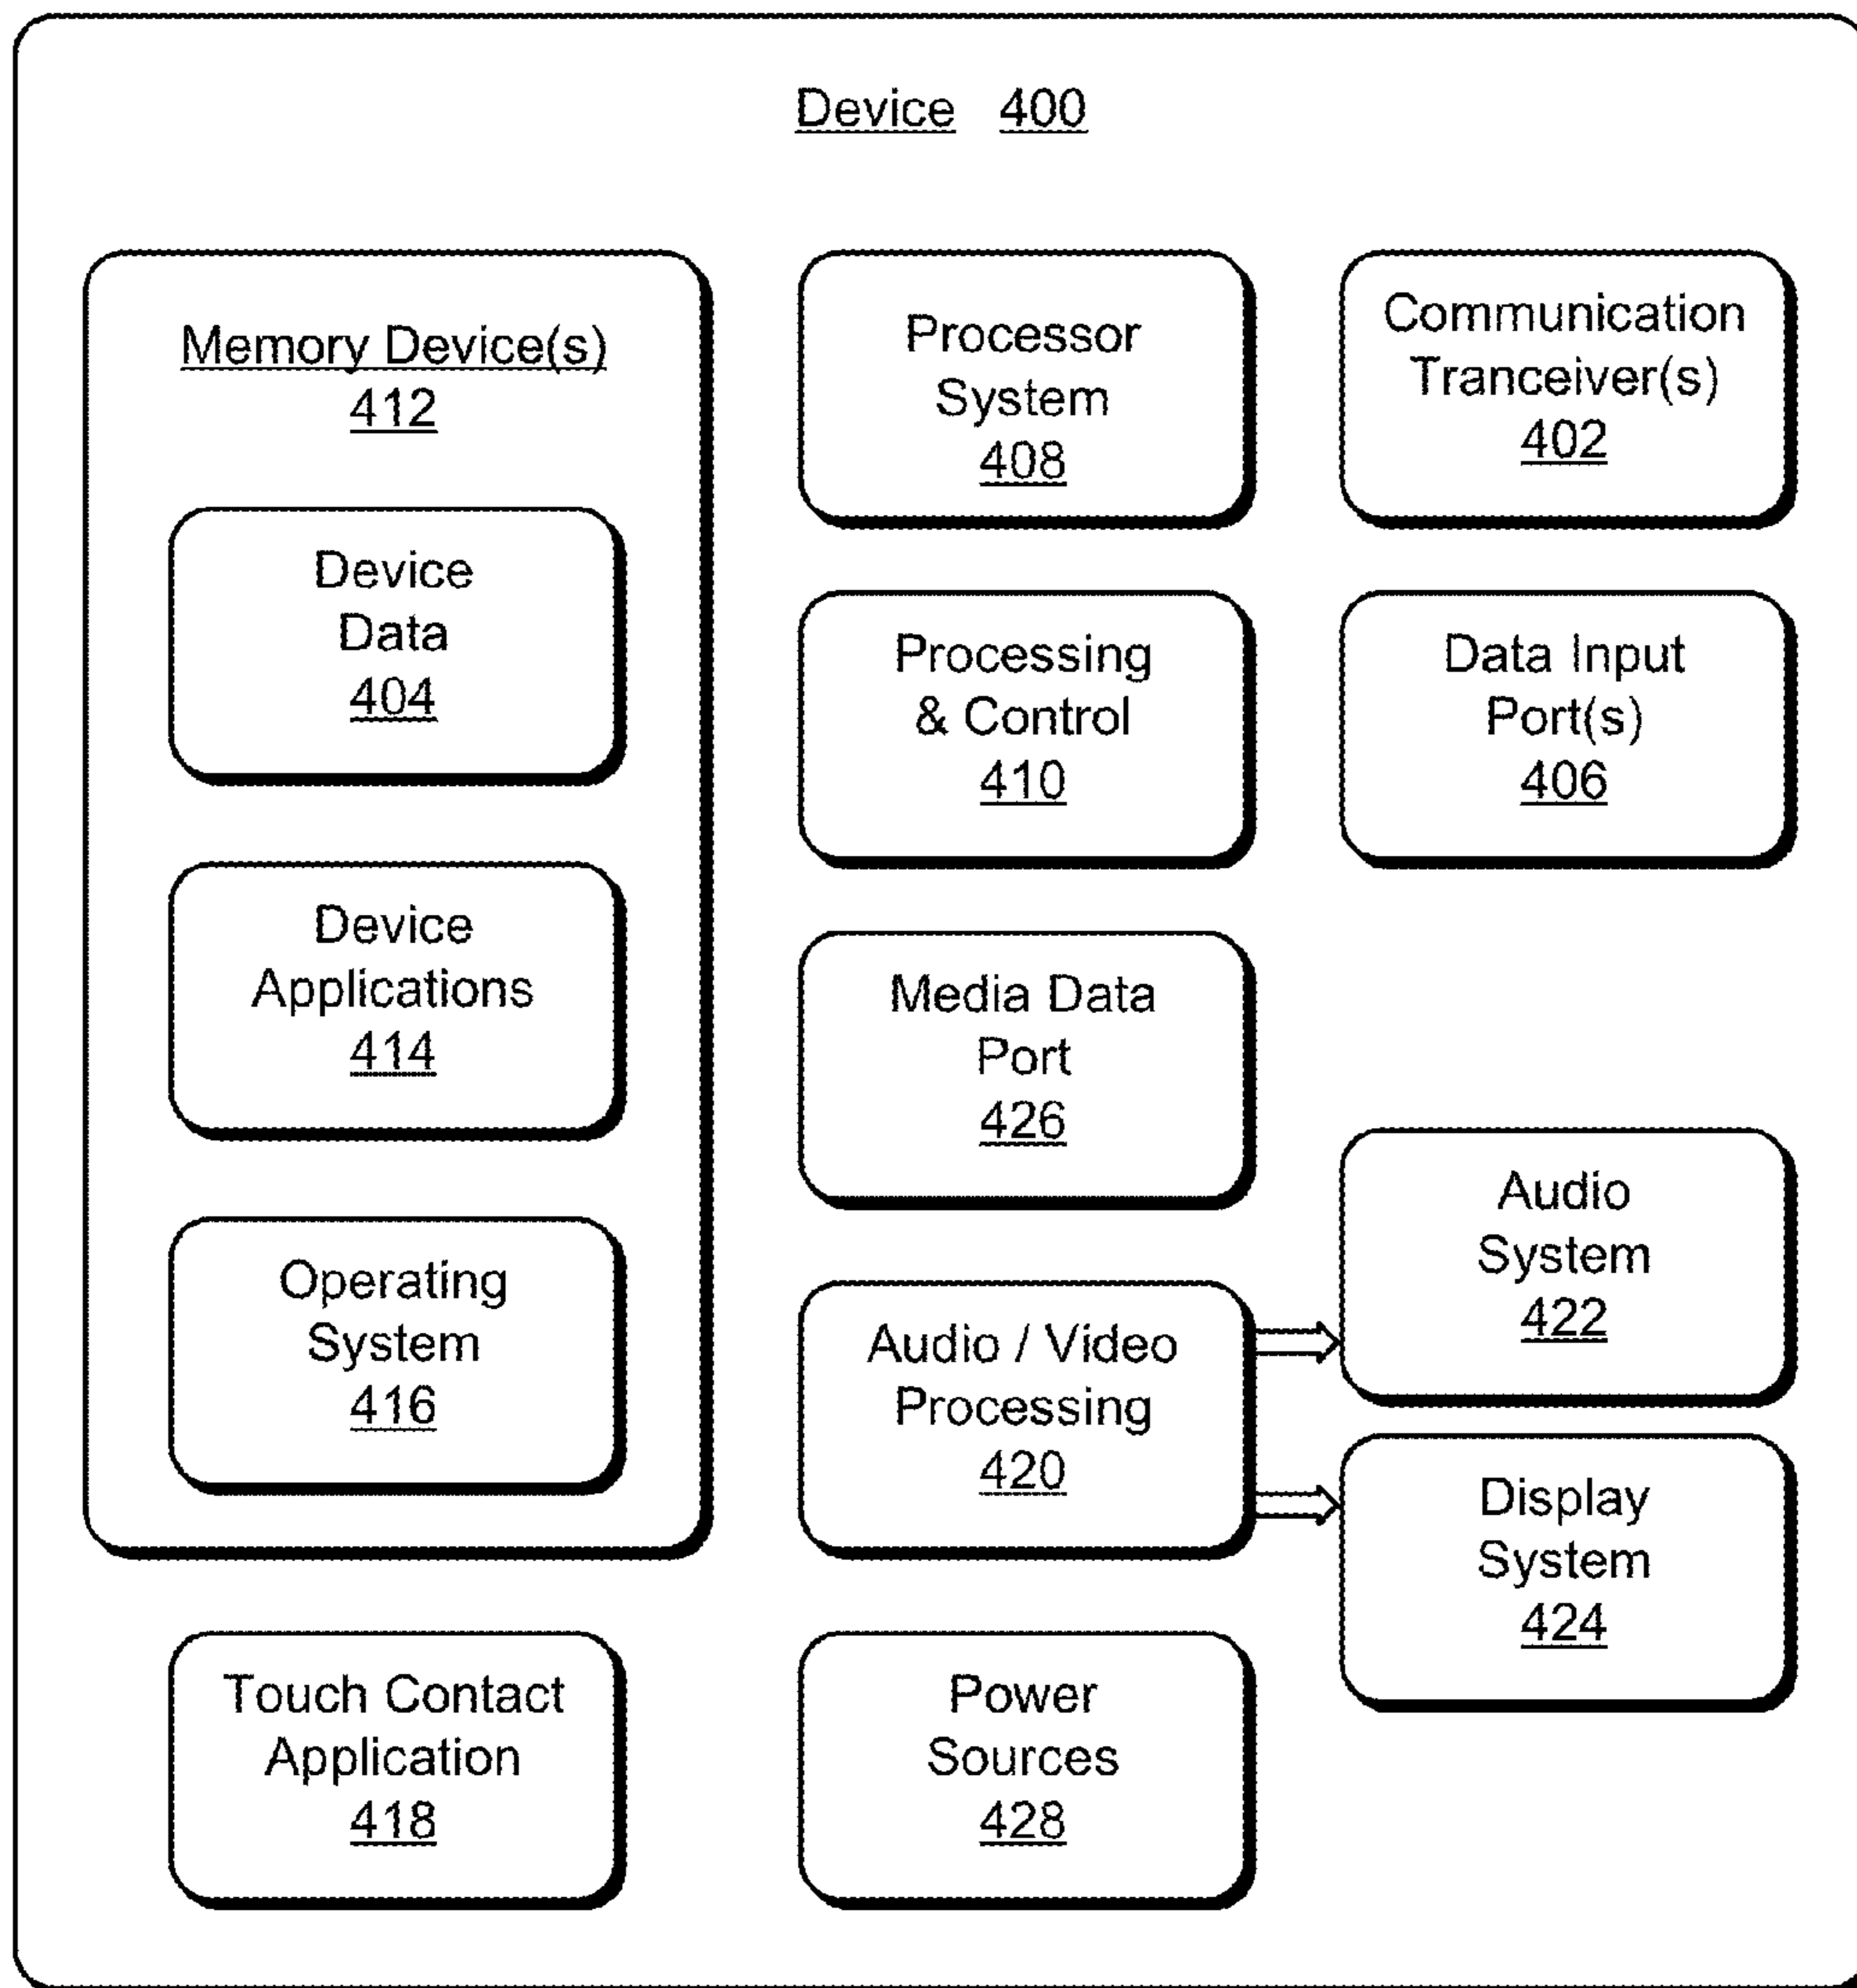 Device 400
Memory Device(s)
412
Device
Data
404
Device
Applications
414
Operating
System
416
Touch Contact
Application
418
Processor
System
408
Processing
& Control
410
Media Data
Port
426
Audio / Video
Processing
420
Power
Sources
428
Communication
Tranceiver(s)
402
Data Input
Port(s)
406
Audio
System
422
Display
System
424